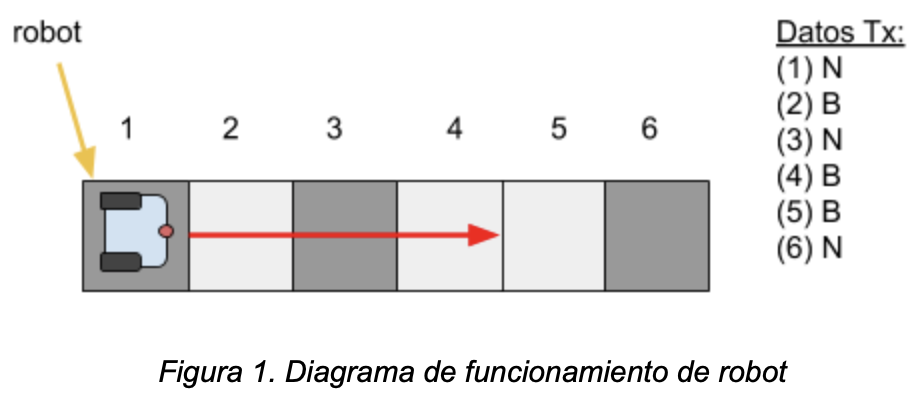 robot
1 2 3 4 5 6
Datos Tx:
(1) N
(2) B
(3) N
(4) B
(5) B
(6) N
Figura 1. Diagrama de funcionamiento de robot